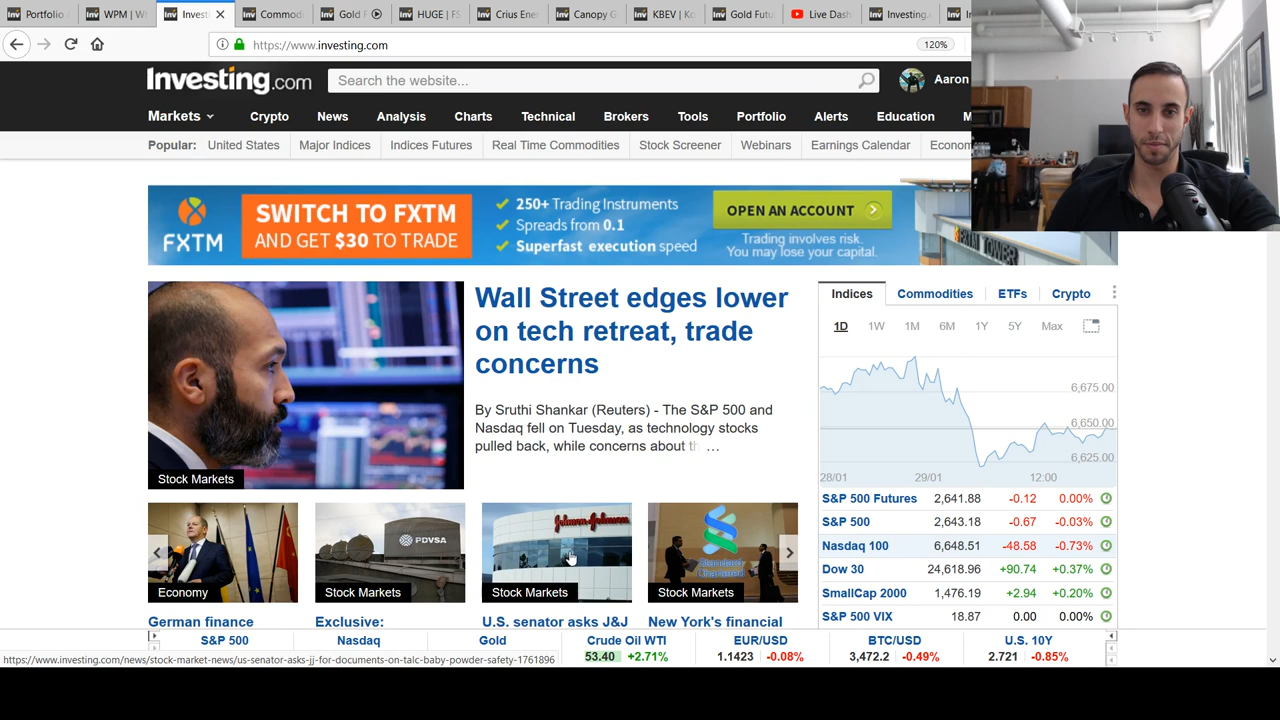 Portfolio
WPM | W
Invest
Commod
Gold F
HUGE | F
Crius Ene
Canopy G
KBEV | Ko
Gold Futu
Live Dash
Investing.
https://www.investing.com
120%
Investing.com
Search the website...
Aaron
Markets
Crypto
News
Analysis
Charts
Technical
Brokers
Tools
Portfolio
Alerts
Education
M
Popular:
United States
Major Indices
Indices Futures
Real Time Commodities
Stock Screener
Webinars
Earnings Calendar
Econom
FXTM
SWITCH TO FXTM
AND GET $30 TO TRADE
250+ Trading Instruments
Spreads from 0.1
Superfast execution speed
OPEN AN ACCOUNT
Trading involves risk.
You may lose your capital.
FXTM TOWER
Stock Markets
Wall Street edges lower
on tech retreat, trade
concerns
By Sruthi Shankar (Reuters) - The S&P 500 and
Nasdaq fell on Tuesday, as technology stocks
pulled back, while concerns about th ...
Indices
Commodities
ETFs
Crypto
1D
1W
1M
6M
1Y
5Y
Max
6,675.00
6,650.00
6,625.00
28/01
29/01
12:00
S&P 500 Futures 2,641.88 -0.12 0.00%
S&P 500 2,643.18 -0.67 -0.03%
Nasdaq 100 6,648.51 -48.58 -0.73%
Dow 30 24,618.96 +90.74 +0.37%
SmallCap 2000 1,476.19 +2.94 +0.20%
S&P 500 VIX 18.87 0.00 0.00%
Economy
PDVSA
Stock Markets
Johnson&Johnson
Stock Markets
Standard
Chartered
Stock Markets
German finance
Exclusive:
U.S. senator asks J&J
New York's financial
S&P 500
Nasdaq
Gold
Crude Oil WTI
53.40 +2.71%
EUR/USD
1.1423 -0.08%
BTC/USD
3,472.2 -0.49%
U.S. 10Y
2.721 -0.85%
https://www.investing.com/news/stock-market-news/us-senator-asks-jj-for-documents-on-talc-baby-powder-safety-1761896